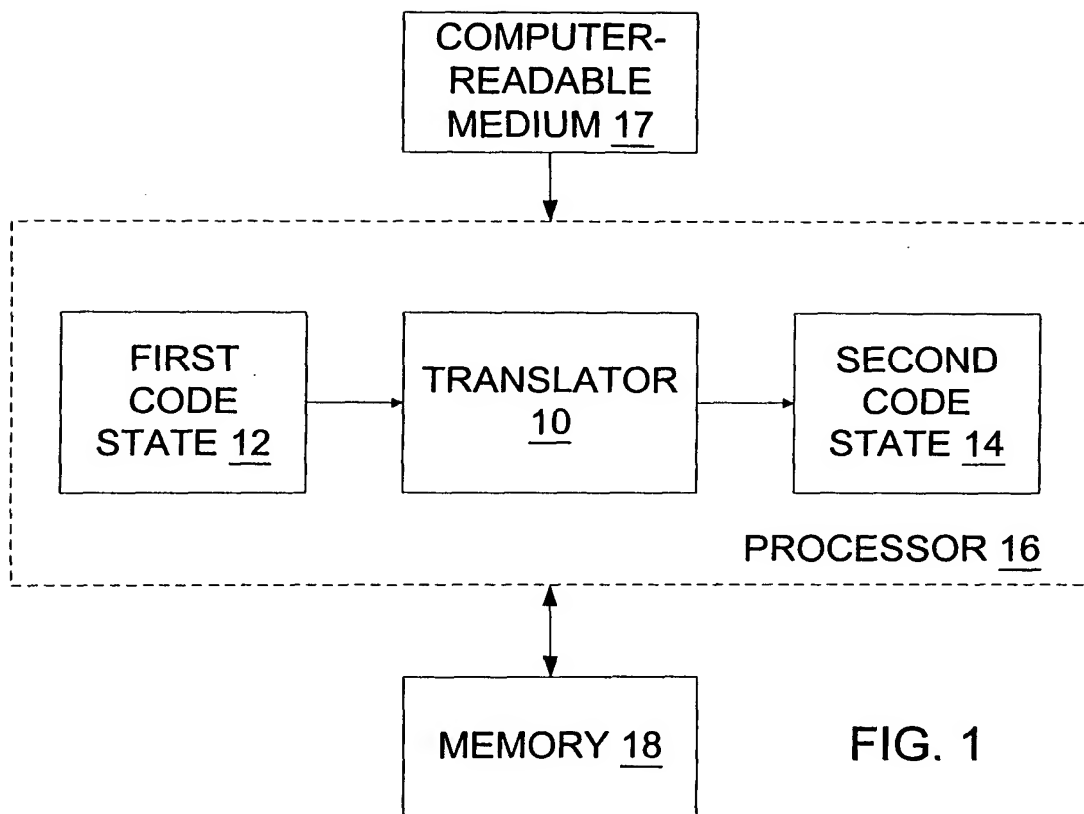 COMPUTER-
READABLE
MEDIUM 17
FIRST
CODE
STATE 12
TRANSLATOR
10
SECOND
CODE
STATE 14
PROCESSOR 16
MEMORY 18
FIG. 1